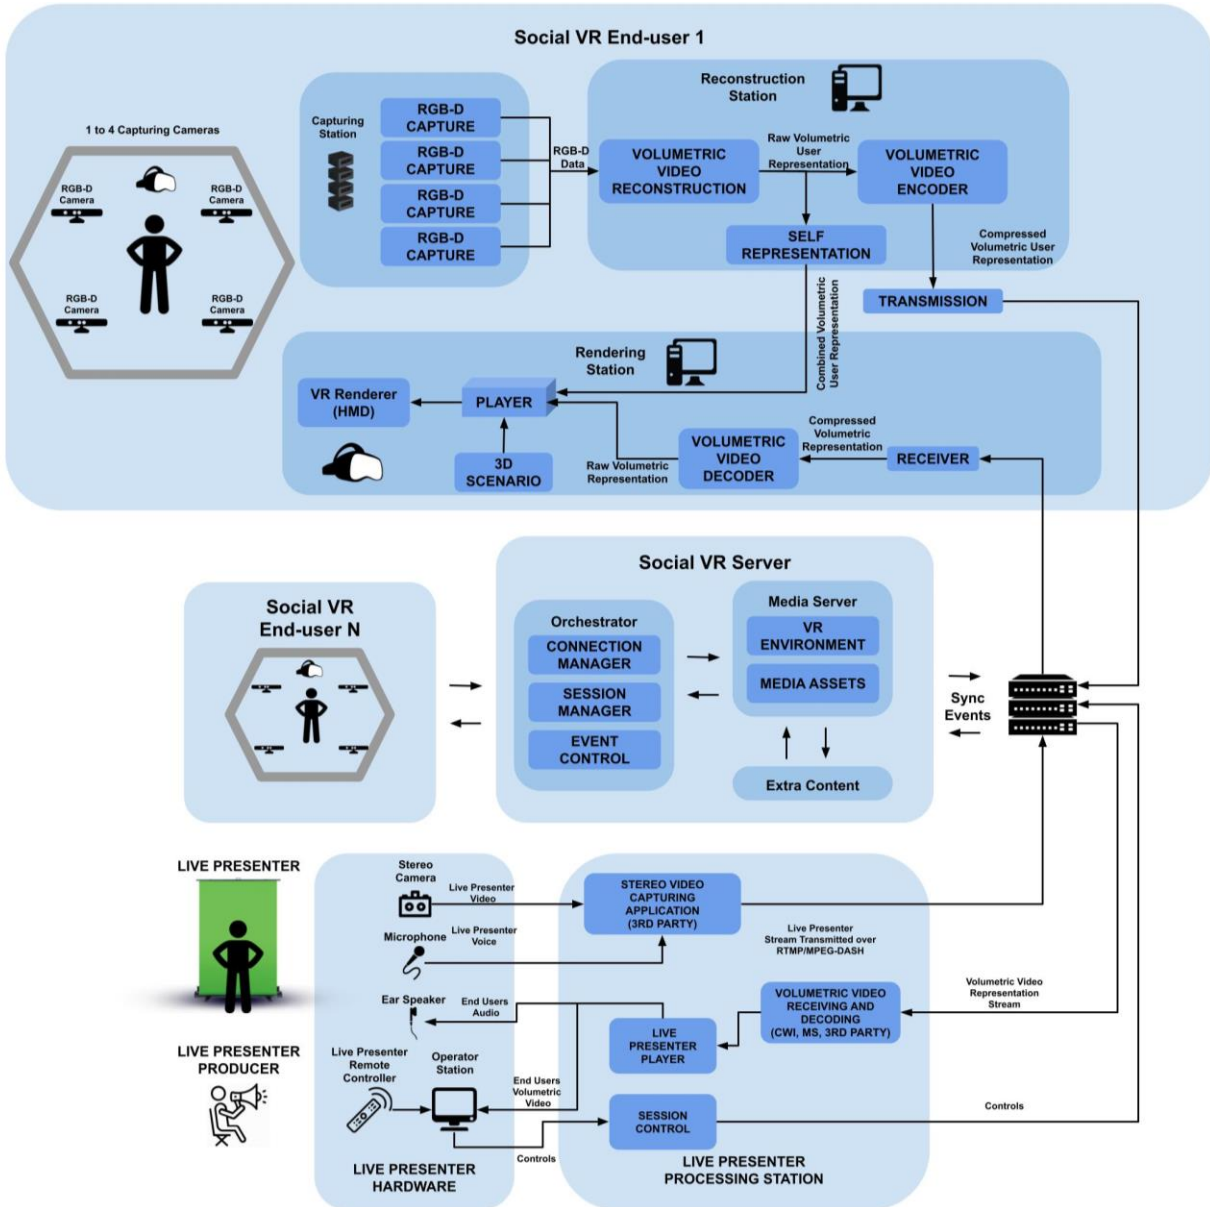 Social VR End-user 1
1 to 4 Capturing Cameras
RGB-D
Camera
RGB-D
Camera
RGB-D
Camera
RGB-D
Camera
Capturing
Station
RGB-D
CAPTURE
RGB-D
CAPTURE
RGB-D
CAPTURE
RGB-D
CAPTURE
RGB-D
Data
Reconstruction
Station
VOLUMETRIC
VIDEO
RECONSTRUCTION
Raw Volumetric
User
Representation
VOLUMETRIC
VIDEO
ENCODER
SELF
REPRESENTATION
Compressed
Volumetric User
Representation
TRANSMISSION
Combined Volumetric
User Representation
Rendering
Station
VR Renderer
(HMD)
PLAYER
3D
SCENARIO
Raw Volumetric
Representation
VOLUMETRIC
VIDEO
DECODER
Compressed
Volumetric
Representation
RECEIVER
Social VR
End-user N
Social VR Server
Orchestrator
CONNECTION
MANAGER
SESSION
MANAGER
EVENT
CONTROL
Media Server
VR
ENVIRONMENT
MEDIA ASSETS
Extra Content
Sync
Events
LIVE PRESENTER
LIVE PRESENTER
PRODUCER
Stereo
Camera
Live Presenter
Video
Microphone
Live Presenter
Voice
Ear Speaker
End Users
Audio
Live Presenter
Remote
Controller
Operator
Station
End Users
Volumetric
Video
Controls
LIVE PRESENTER
HARDWARE
STEREO VIDEO
CAPTURING
APPLICATION
(3RD PARTY)
Live Presenter
Stream Transmitted over
RTMP/MPEG-DASH
VOLUMETRIC VIDEO
RECEIVING AND
DECODING
(CWI, MS, 3RD PARTY)
Volumetric Video
Representation
Stream
LIVE
PRESENTER
PLAYER
SESSION
CONTROL
Controls
LIVE PRESENTER
PROCESSING STATION